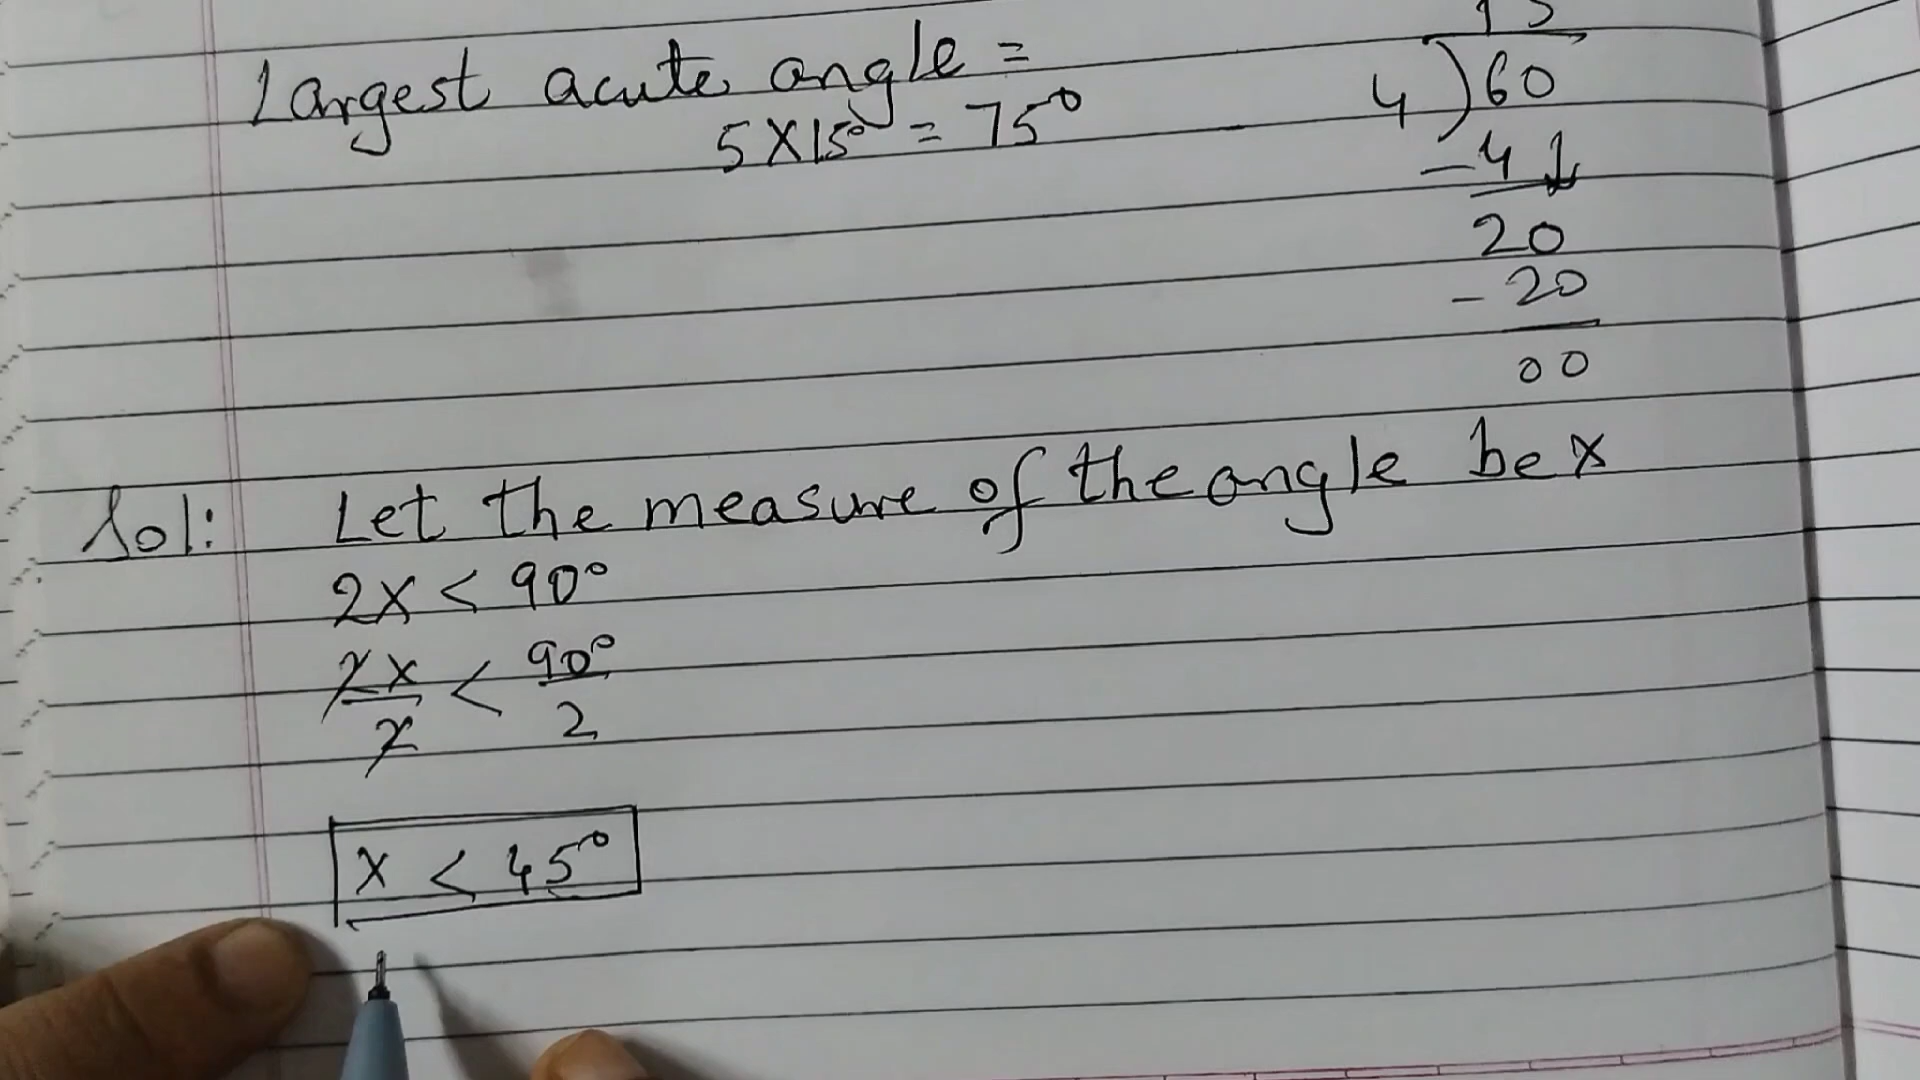 Largest acute angle =
5 X 15° = 75°
15
4 ) 60
- 4 ↓
20
- 20
00
Sol: Let the measure of the angle be x
2x < 90°
2x/2 < 90°/2
x < 45°